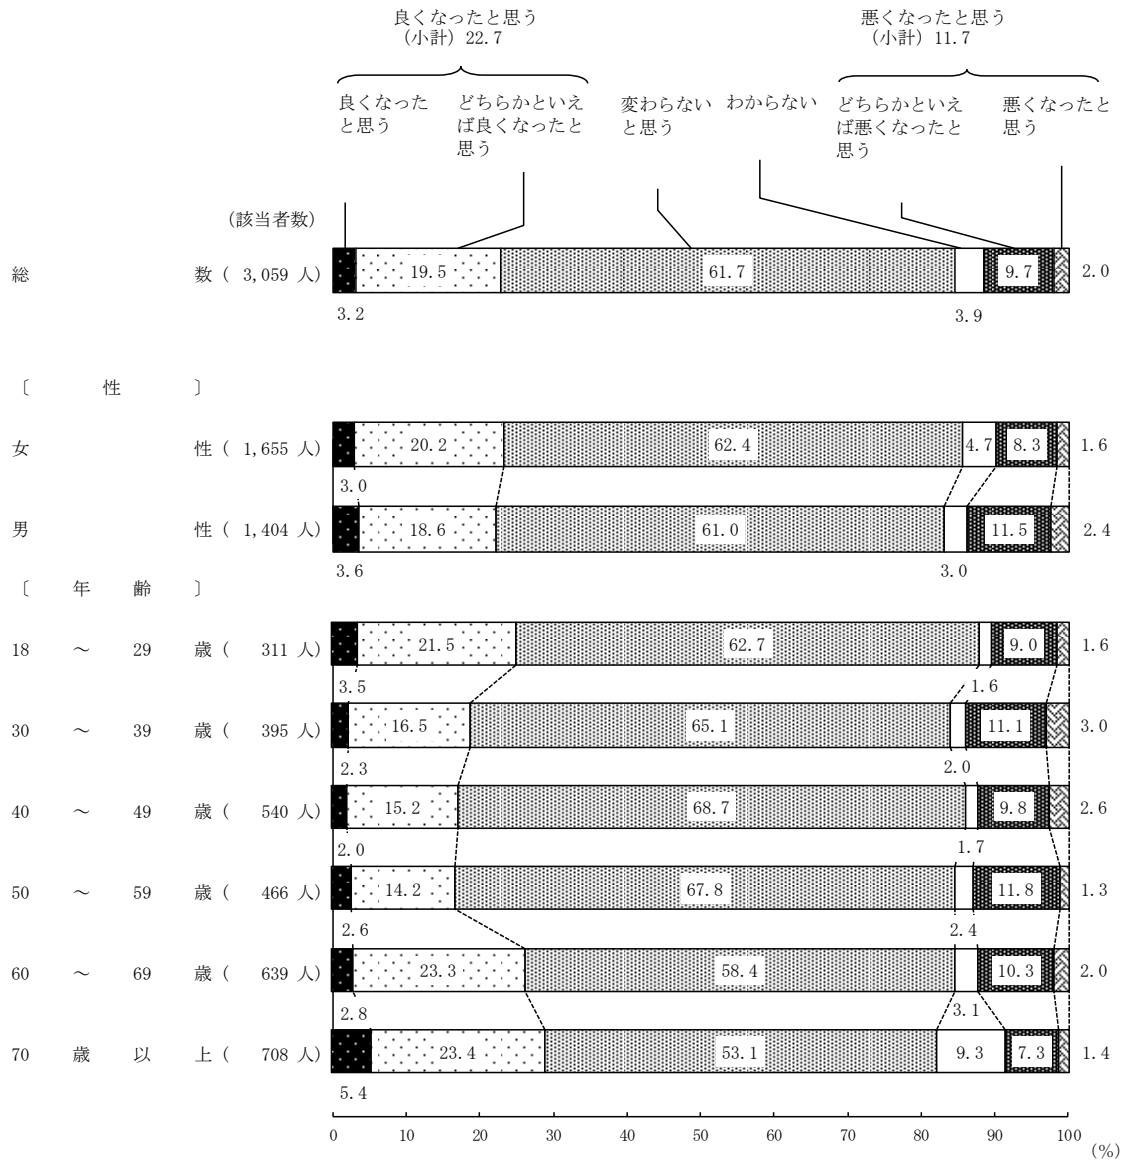 良くなったと思う
（小計）22.7
悪くなったと思う
（小計）11.7
良くなった
と思う
どちらかといえ
ば良くなったと
思う
変わらない
と思う
わからない
どちらかといえ
ば悪くなったと
思う
悪くなったと
思う
(該当者数)
総 数 ( 3,059 人) 19.5 61.7 9.7 2.0
3.2 3.9
〔 性 〕
女 性 ( 1,655 人) 20.2 62.4 4.7 8.3 1.6
3.0
男 性 ( 1,404 人) 18.6 61.0 11.5 2.4
3.6 3.0
〔 年 齢 〕
18 ～ 29 歳 ( 311 人) 21.5 62.7 9.0 1.6
3.5 1.6
30 ～ 39 歳 ( 395 人) 16.5 65.1 11.1 3.0
2.3 2.0
40 ～ 49 歳 ( 540 人) 15.2 68.7 9.8 2.6
2.0 1.7
50 ～ 59 歳 ( 466 人) 14.2 67.8 11.8 1.3
2.6 2.4
60 ～ 69 歳 ( 639 人) 23.3 58.4 10.3 2.0
2.8 3.1
70 歳 以 上 ( 708 人) 23.4 53.1 9.3 7.3 1.4
5.4
0 10 20 30 40 50 60 70 80 90 100
(%)